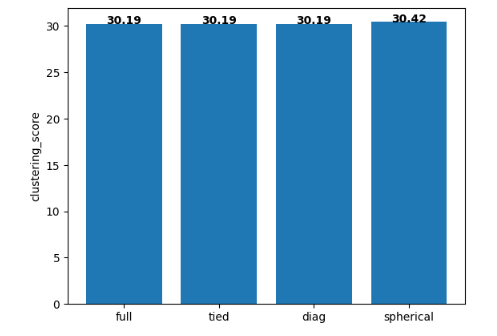 30.19 30.19 30.19 30.42
30
25
20
15
10
5
0
clustering_score
full tied diag spherical